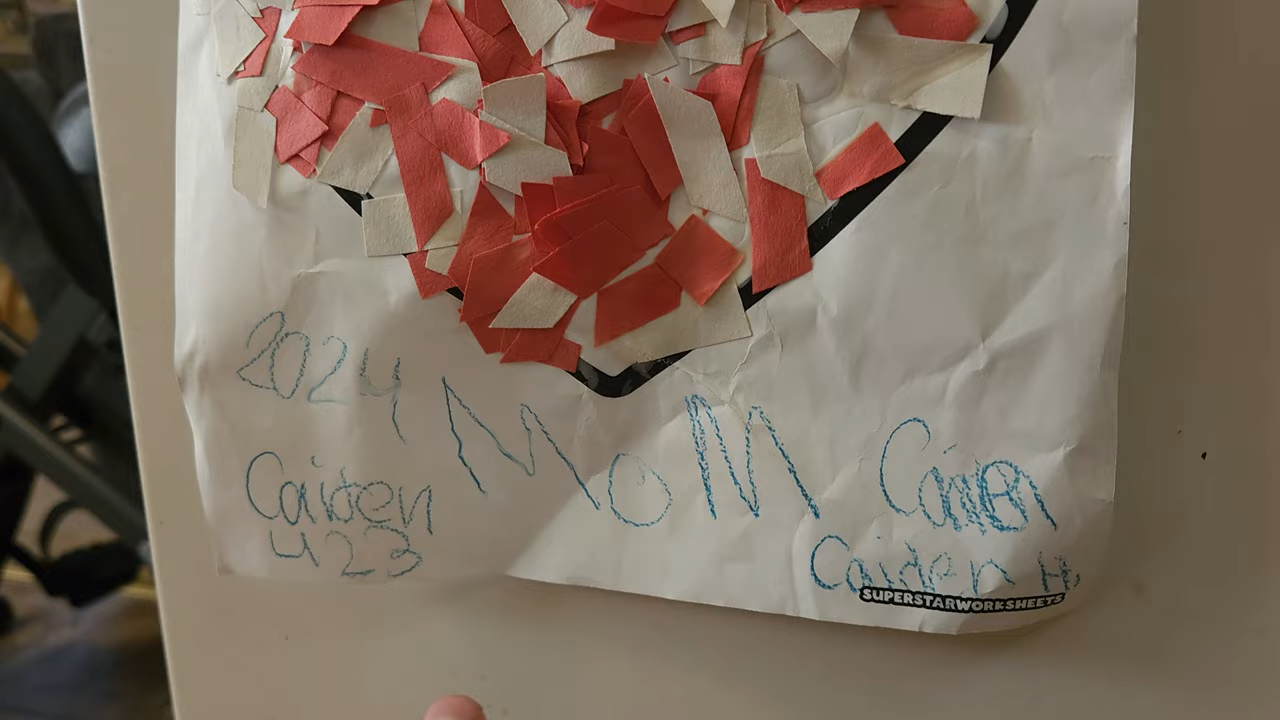 2024
MoM
Caiden
Caiden
423
Caiden H.
SUPERSTARWORKSHEETS